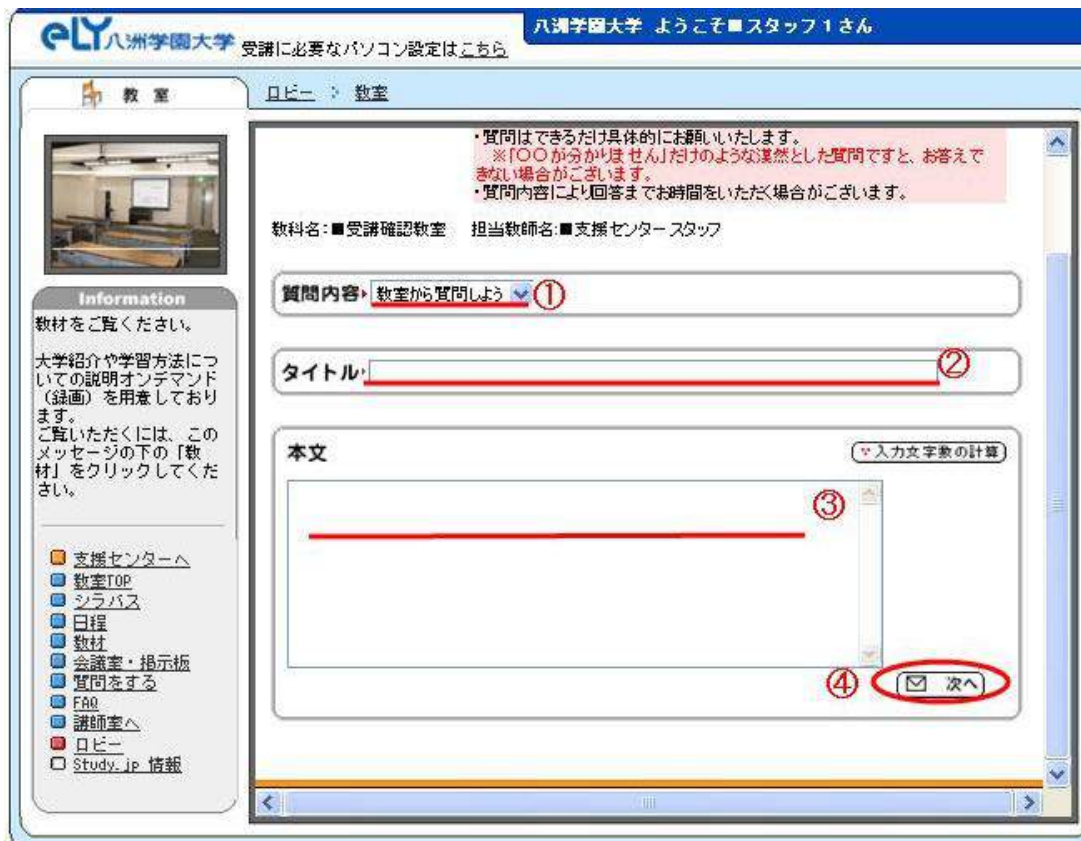 eLY 八洲学園大学
受講に必要なパソコン設定はこちら
八洲学園大学 ようこそ■スタッフ1さん
教室
ロビー > 教室
・質問はできるだけ具体的にお願いいたします。
※「〇〇が分かりません」だけのような漠然とした質問ですと、お答えで
きない場合がございます。
・質問内容により回答までお時間をいただく場合がございます。
教科名:■受講確認教室 担当教師名:■支援センタースタッフ
質問内容 教室から質問しよう ①
タイトル ②
本文 入力文字数の計算
③
④ 次へ
Information
教材をご覧ください。
大学紹介や学習方法につ
いての説明オンデマンド
(録画)を用意しており
ます。
ご覧いただくには、この
メッセージの下の「教
材」をクリックしてくだ
さい。
支援センターへ
教室TOP
シラバス
日程
教材
会議室・掲示板
質問をする
FAQ
講師室へ
ロビー
Study.jp 情報